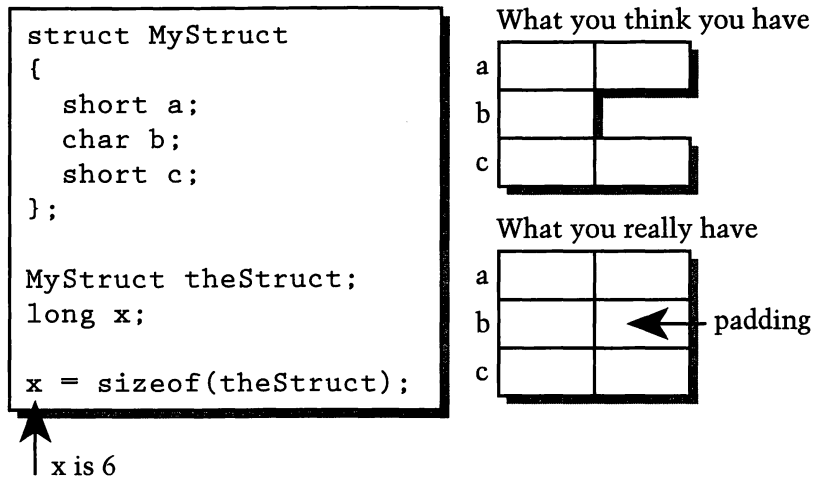 struct MyStruct
{
  short a;
  char b;
  short c;
};
MyStruct theStruct;
long x;
x = sizeof(theStruct);
x is 6
What you think you have
a
b
c
What you really have
a
b
padding
c